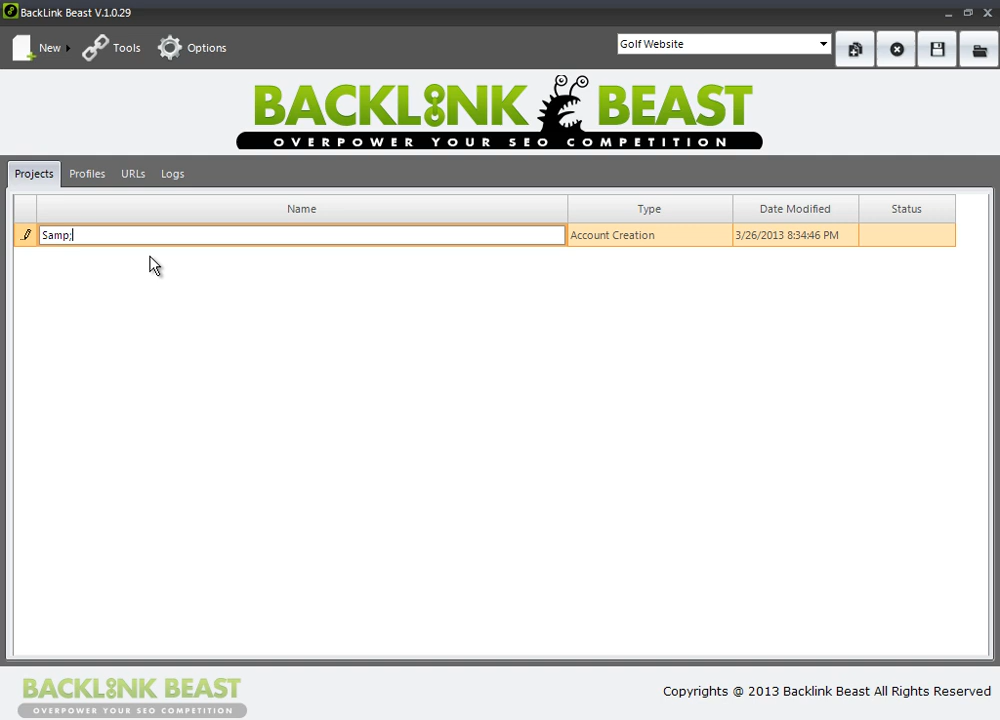 BackLink Beast V.1.0.29
New Tools Options Golf Website
BACKLINK BEAST
OVERPOWER YOUR SEO COMPETITION
Projects Profiles URLs Logs
Name Type Date Modified Status
Samp; Account Creation 3/26/2013 8:34:46 PM
BACKLINK BEAST
OVERPOWER YOUR SEO COMPETITION
Copyrights @ 2013 Backlink Beast All Rights Reserved